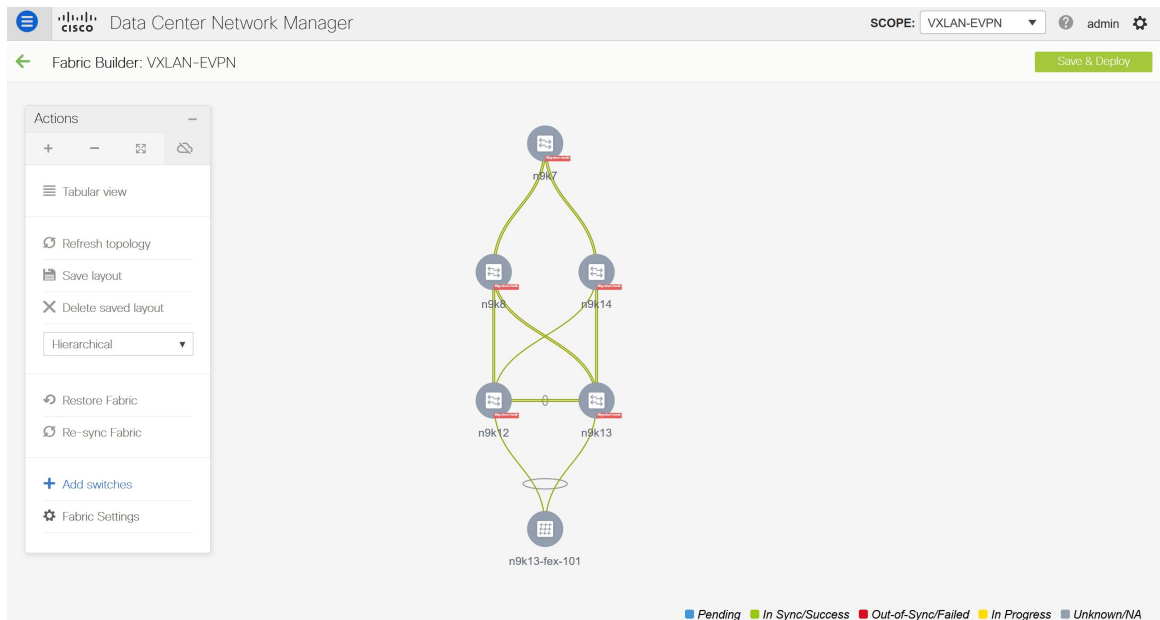 cisco Data Center Network Manager
SCOPE: VXLAN-EVPN
admin
Fabric Builder: VXLAN-EVPN
Save & Deploy
Actions
Tabular view
Refresh topology
Save layout
Delete saved layout
Hierarchical
Restore Fabric
Re-sync Fabric
Add switches
Fabric Settings
n9k7
n9k8
n9k14
n9k12
n9k13
n9k13-fex-101
Pending In Sync/Success Out-of-Sync/Failed In Progress Unknown/NA